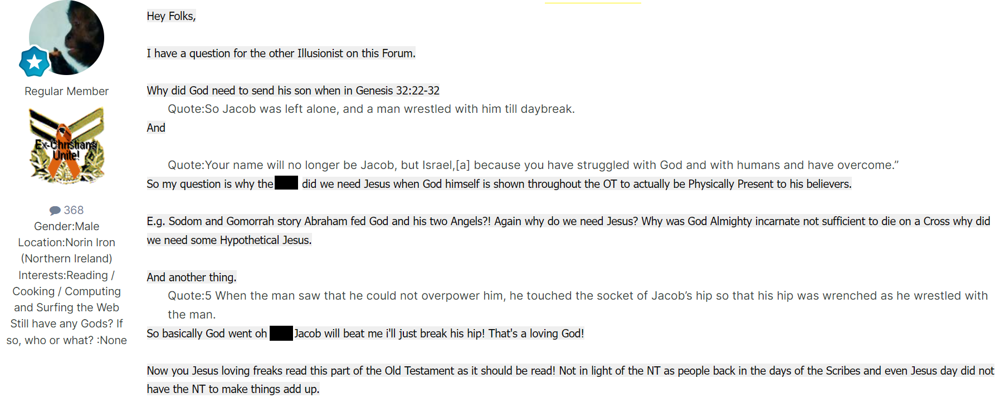 Regular Member
Ex-Christians
Unite!
368
Gender:Male
Location:Norin Iron
(Northern Ireland)
Interests:Reading /
Cooking / Computing
and Surfing the Web
Still have any Gods? If
so, who or what? :None
Hey Folks,
I have a question for the other Illusionist on this Forum.
Why did God need to send his son when in Genesis 32:22-32
Quote:So Jacob was left alone, and a man wrestled with him till daybreak.
And
Quote:Your name will no longer be Jacob, but Israel,[a] because you have struggled with God and with humans and have overcome.”
So my question is why the did we need Jesus when God himself is shown throughout the OT to actually be Physically Present to his believers.
E.g. Sodom and Gomorrah story Abraham fed God and his two Angels?! Again why do we need Jesus? Why was God Almighty incarnate not sufficient to die on a Cross why did
we need some Hypothetical Jesus.
And another thing.
Quote:5 When the man saw that he could not overpower him, he touched the socket of Jacob’s hip so that his hip was wrenched as he wrestled with
the man.
So basically God went oh Jacob will beat me i'll just break his hip! That's a loving God!
Now you Jesus loving freaks read this part of the Old Testament as it should be read! Not in light of the NT as people back in the days of the Scribes and even Jesus day did not
have the NT to make things add up.